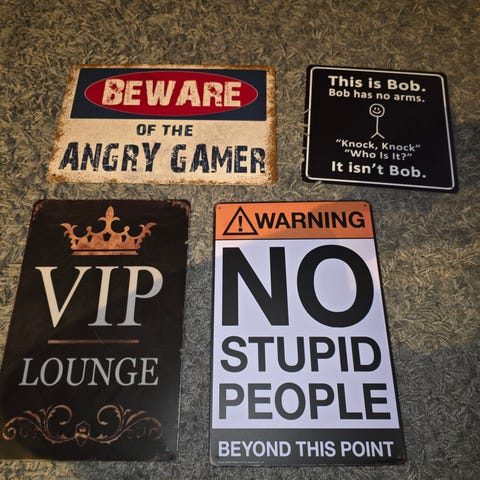 BEWARE
OF THE
ANGRY GAMER
This is Bob.
Bob has no arms.
"Knock, Knock"
"Who Is It?"
It isn't Bob.
VIP
LOUNGE
WARNING
NO
STUPID
PEOPLE
BEYOND THIS POINT